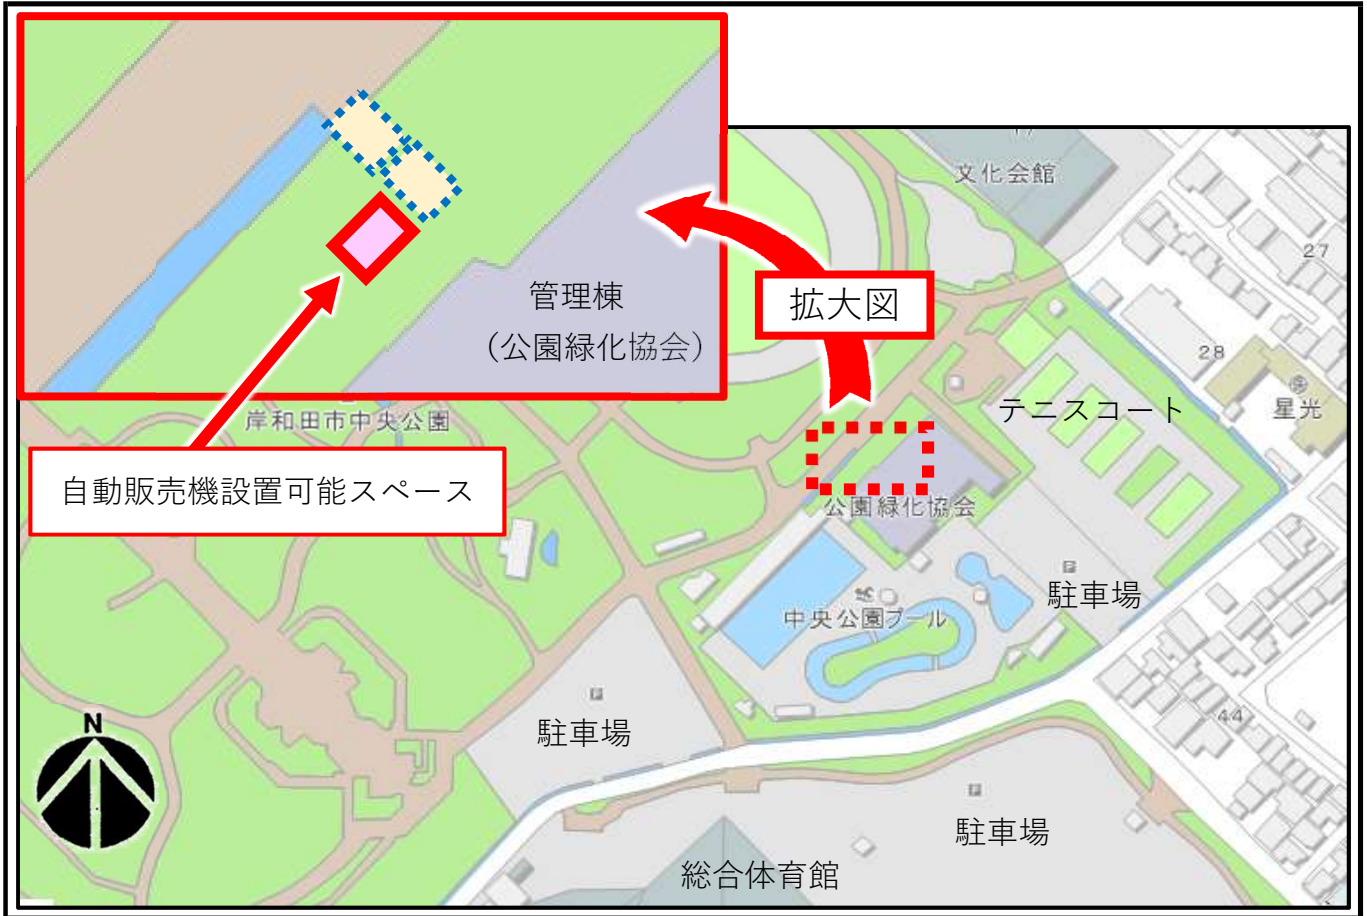 文化会館
27
管理棟
（公園緑化協会）
拡大図
28
星光
テニスコート
岸和田市中央公園
自動販売機設置可能スペース
公園緑化協会
P
駐車場
中央公園プール
P
駐車場
44
N
P
駐車場
総合体育館